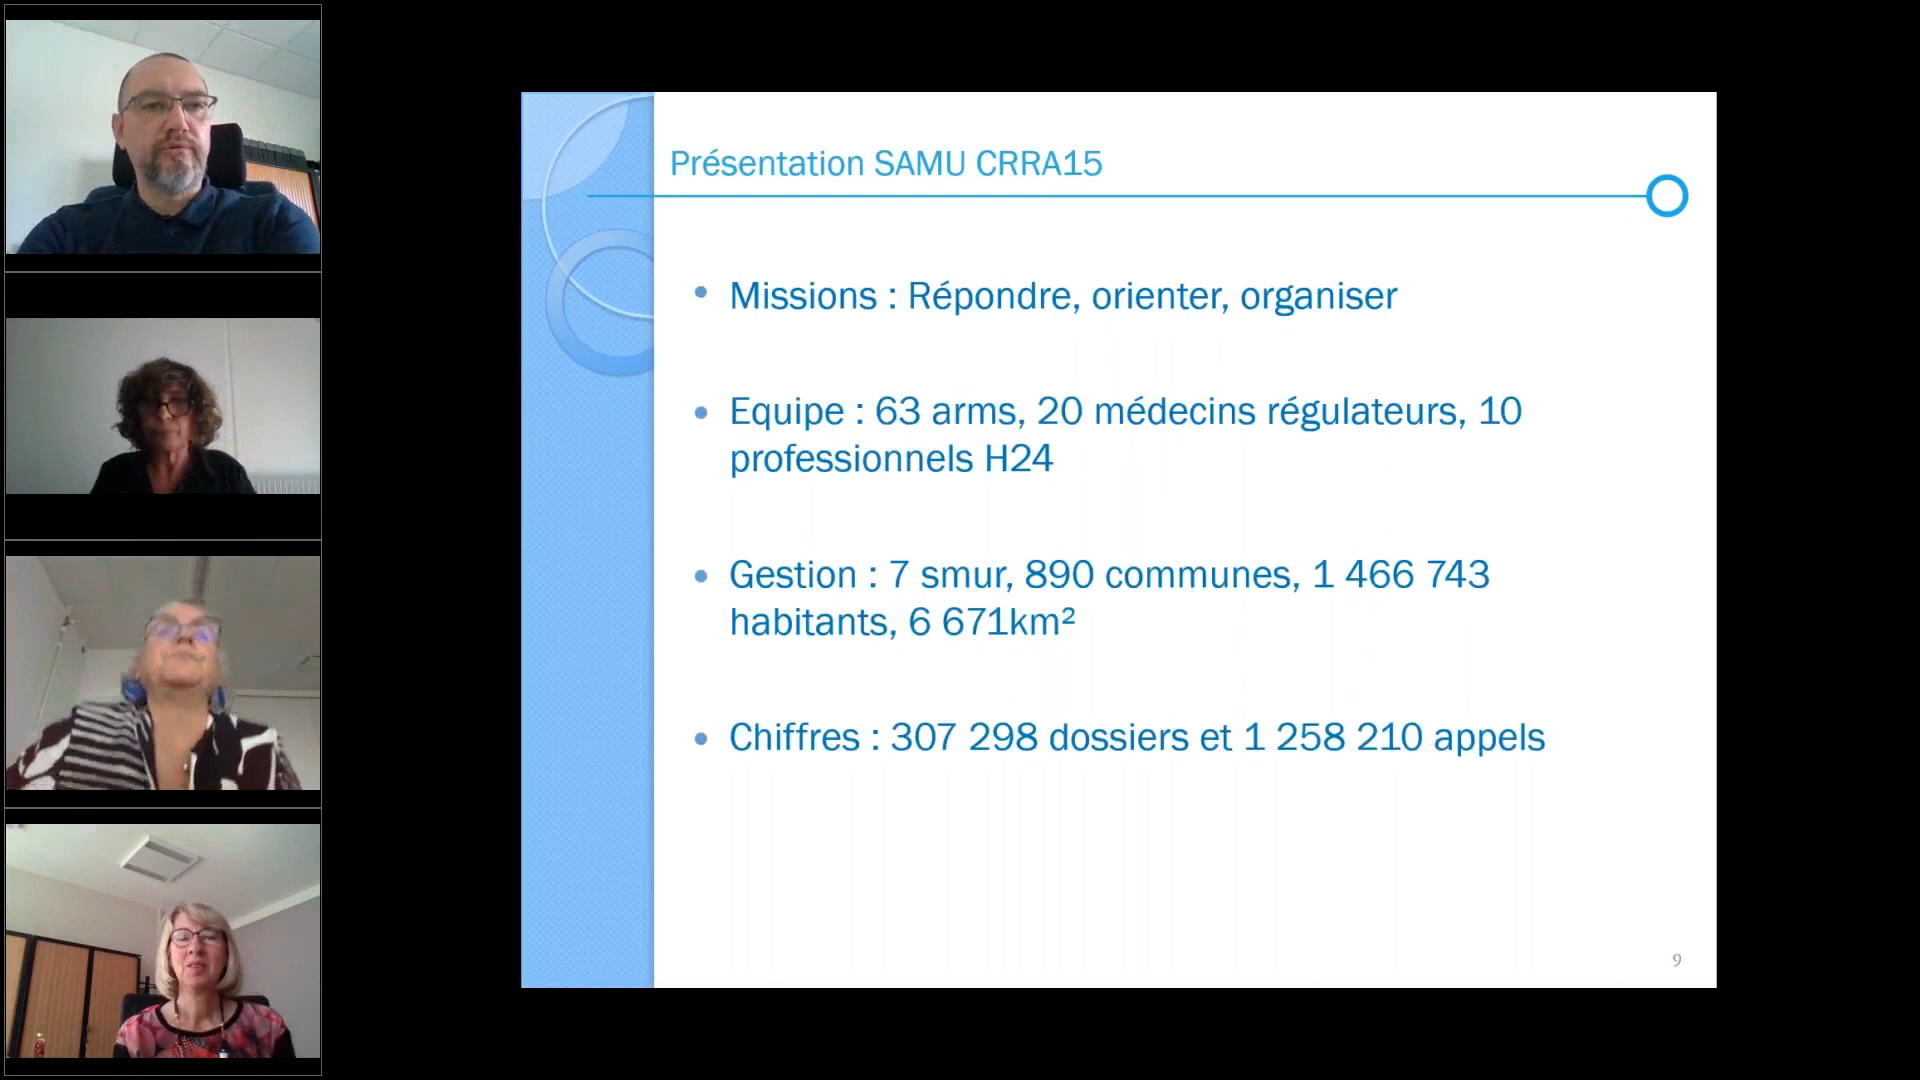 Présentation SAMU CRRA15
• Missions : Répondre, orienter, organiser
• Equipe : 63 arms, 20 médecins régulateurs, 10
professionnels H24
• Gestion : 7 smur, 890 communes, 1 466 743
habitants, 6 671km²
• Chiffres : 307 298 dossiers et 1 258 210 appels
9